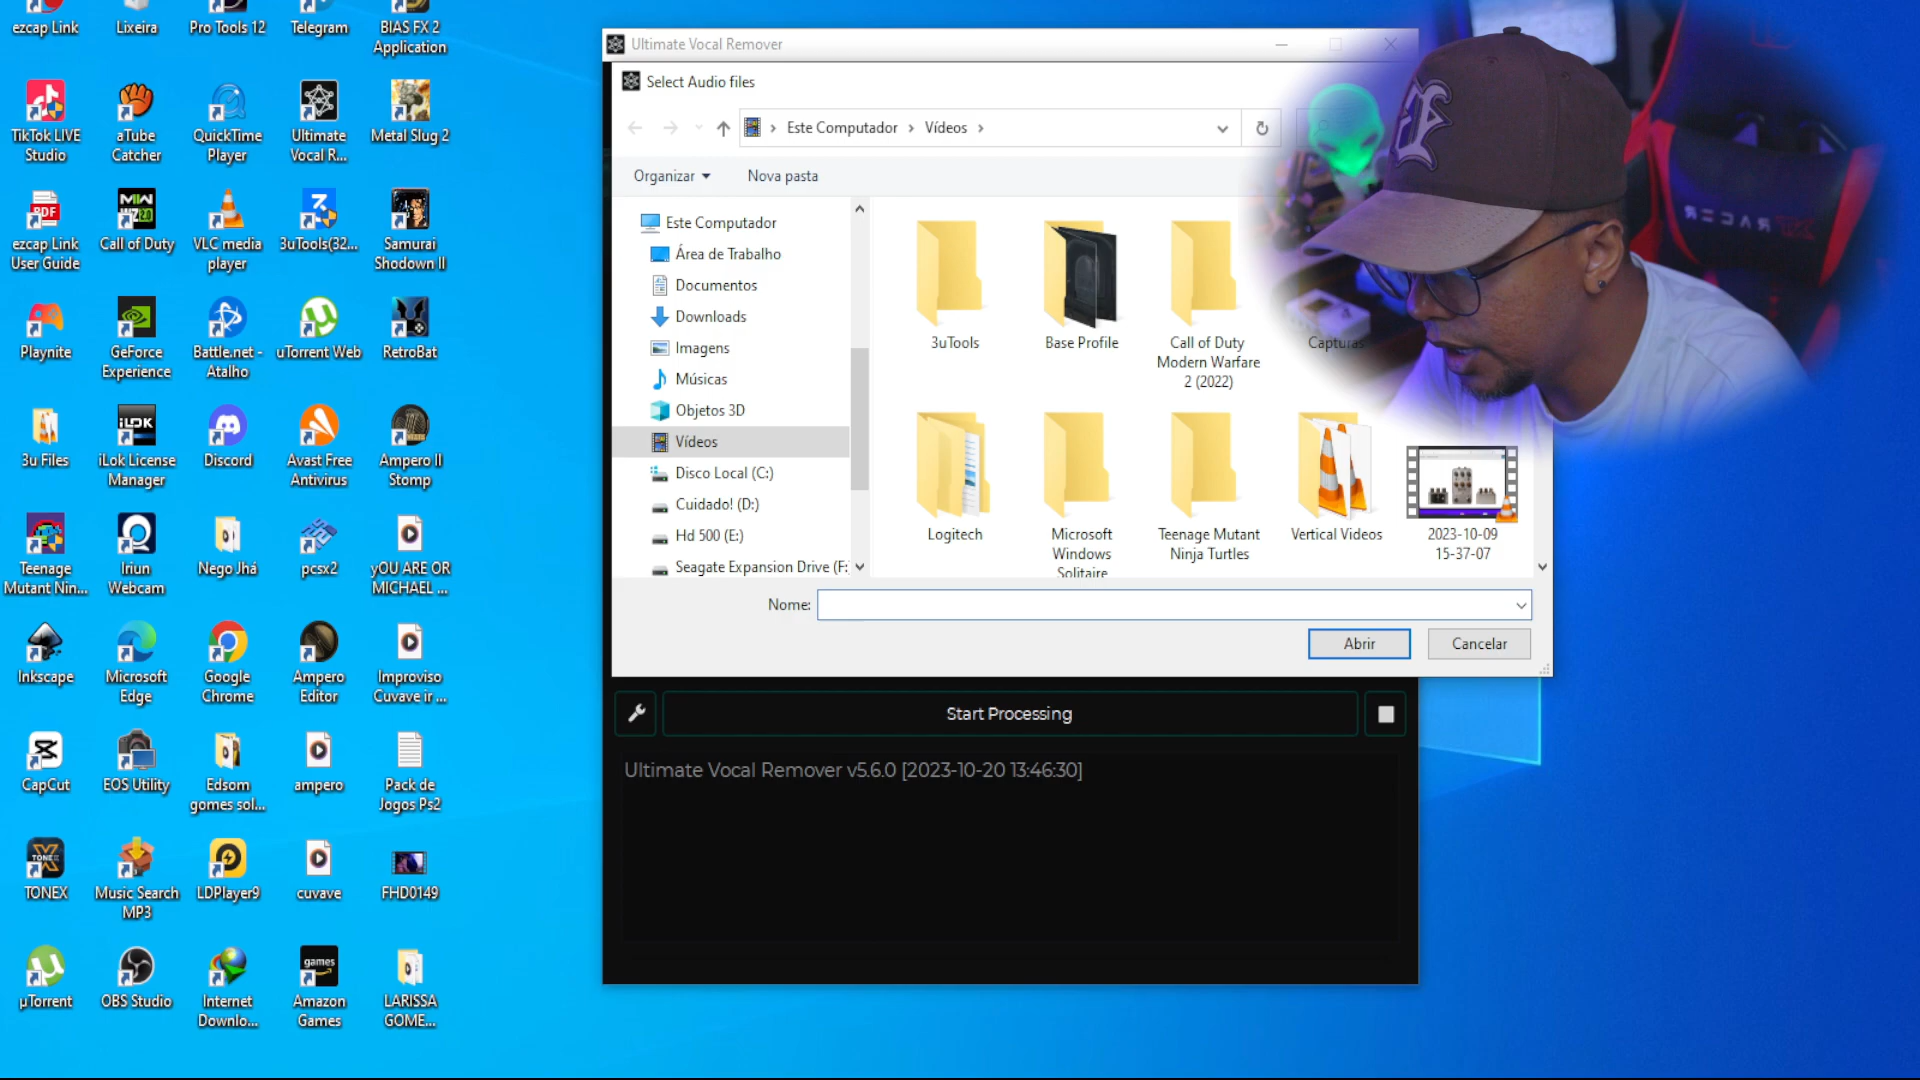 ezcap Link
Lixeira
Pro Tools 12
Telegram
BIAS FX 2
Application
TikTok LIVE
Studio
aTube
Catcher
QuickTime
Player
Ultimate
Vocal R...
Metal Slug 2
PDF
ezcap Link
User Guide
MW
WZ 2.0
Call of Duty
VLC media
player
3uTools(32...
Samurai
Shodown II
Playnite
GeForce
Experience
Battle.net -
Atalho
uTorrent Web
RetroBat
3u Files
iLOK
iLok License
Manager
Discord
Avast Free
Antivirus
Ampero II
Stomp
Teenage
Mutant Nin...
Iriun
Webcam
Nego Jhá
pcsx2
yOU ARE OR
MICHAEL ...
Inkscape
Microsoft
Edge
Google
Chrome
Ampero
Editor
Improviso
Cuvave ir ...
CapCut
EOS Utility
Edsom
gomes sol...
ampero
Pack de
Jogos Ps2
TONEX
TONEX
Music Search
MP3
LDPlayer9
cuvave
FHD0149
µTorrent
OBS Studio
Internet
Downlo...
games
Amazon
Games
LARISSA
GOME...
Ultimate Vocal Remover
Select Audio files
Este Computador
Vídeos
Organizar
Nova pasta
Este Computador
Área de Trabalho
Documentos
Downloads
Imagens
Músicas
Objetos 3D
Vídeos
Disco Local (C:)
Cuidado! (D:)
Hd 500 (E:)
Seagate Expansion Drive (F:
3uTools
Base Profile
Call of Duty
Modern Warfare
2 (2022)
Capturas
Logitech
Microsoft
Windows
Solitaire
Teenage Mutant
Ninja Turtles
Vertical Videos
2023-10-09
15-37-07
Nome:
Abrir
Cancelar
Start Processing
Ultimate Vocal Remover v5.6.0 [2023-10-20 13:46:30]